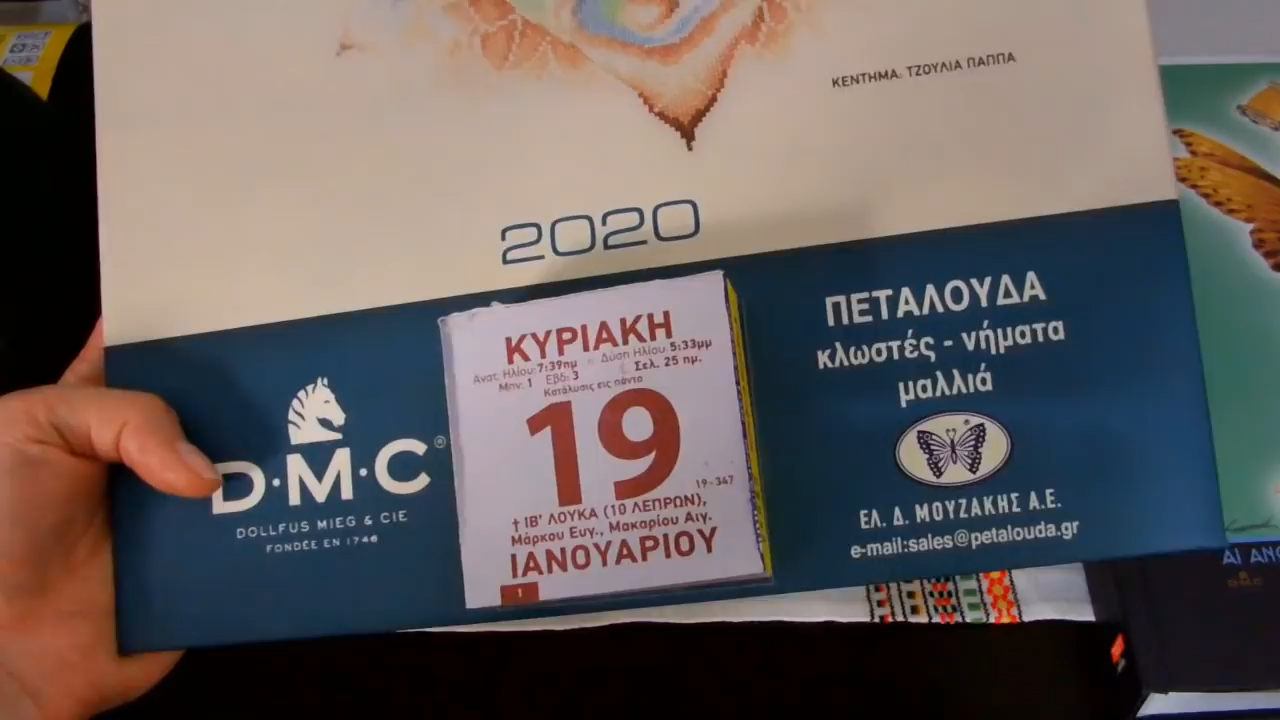 ΚΕΝΤΗΜΑ: ΤΖΟΥΛΙΑ ΠΑΠΠΑ
2020
ΚΥΡΙΑΚΗ
Ανατ. Ηλίου: 7:39πμ Δύση Ηλίου: 5:33μμ
Μην: 1 Εβδ: 3 Σελ. 25 ημ.
Κατάλυσις εις πάντα
19
19-347
† ΙΒ' ΛΟΥΚΑ (10 ΛΕΠΡΩΝ),
Μάρκου Ευγ., Μακαρίου Αιγ.
ΙΑΝΟΥΑΡΙΟΥ
1
D·M·C®
DOLLFUS MIEG & CIE
FONDÉE EN 1746
ΠΕΤΑΛΟΥΔΑ
κλωστές - νήματα
μαλλιά
®
ΕΛ. Δ. ΜΟΥΖΑΚΗΣ Α.Ε.
e-mail:sales@petalouda.gr
DMC